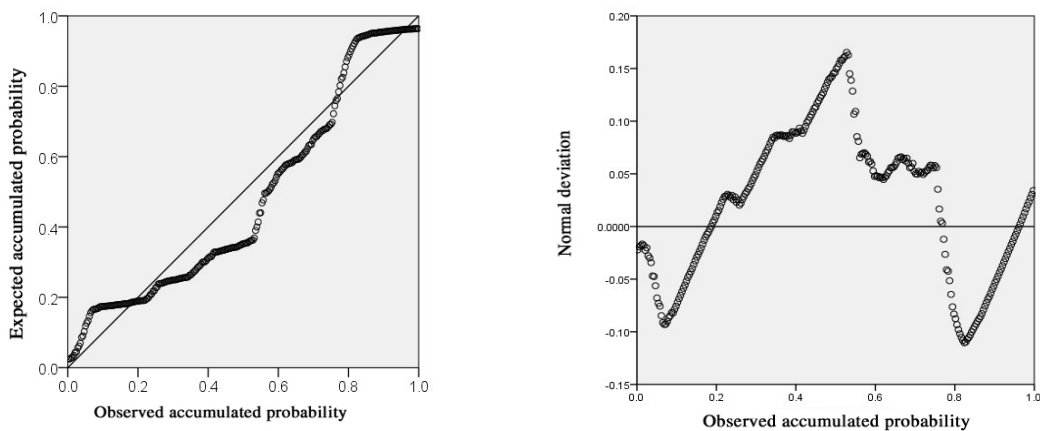 Expected accumulated probability
1.0
0.8
0.6
0.4
0.2
0.0
0.0 0.2 0.4 0.6 0.8 1.0
Observed accumulated probability
Normal deviation
0.20
0.15
0.10
0.05
0.0000
-0.05
-0.10
-0.15
0.0 0.2 0.4 0.6 0.8 1.0
Observed accumulated probability